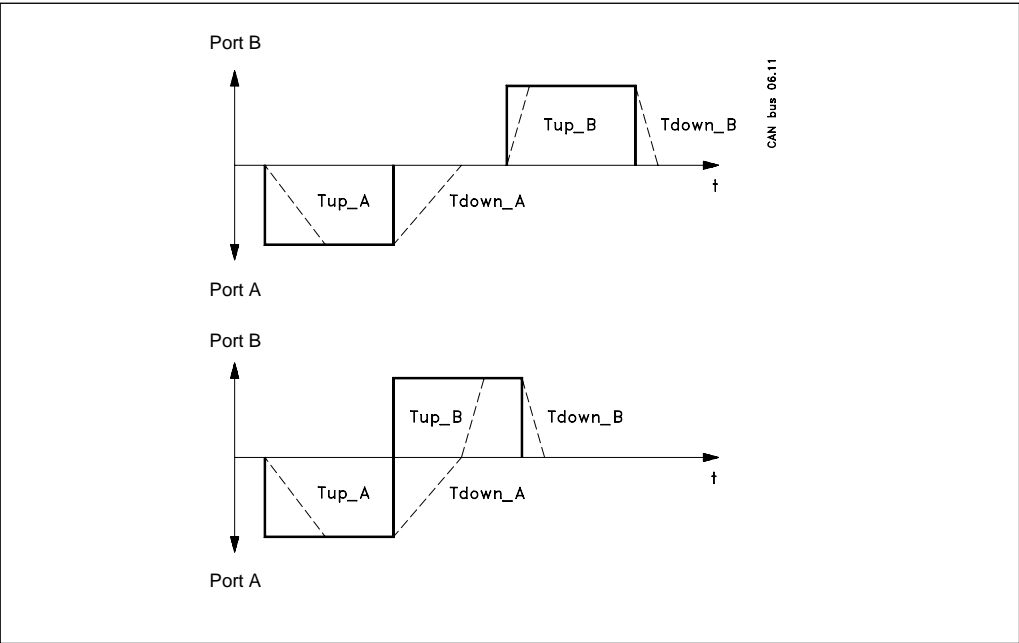 Port B
CAN bus 06.11
Tup_B
Tdown_B
t
Tup_A
Tdown_A
Port A
Port B
Tup_B
Tdown_B
t
Tup_A
Tdown_A
Port A